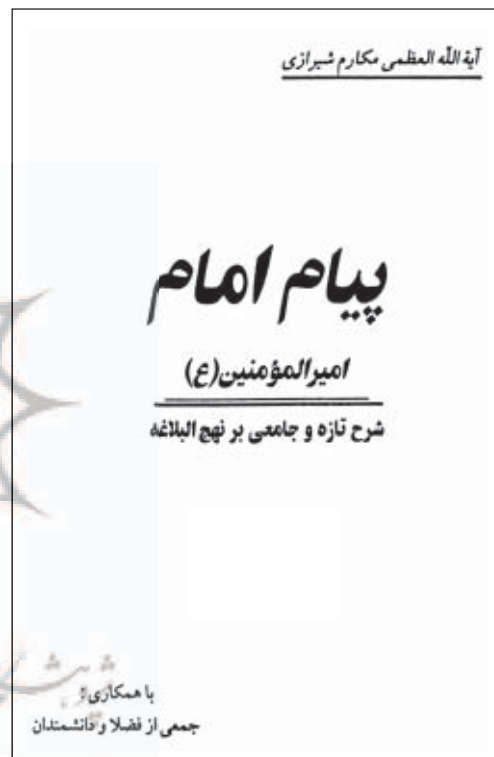 آیة اللّه العظمی مکارم شیرازی
پیام امام
امیرالمؤمنین(ع)
شرح تازه و جامعی بر نهج البلاغه
با همکاری:
جمعی از فضلا و دانشمندان